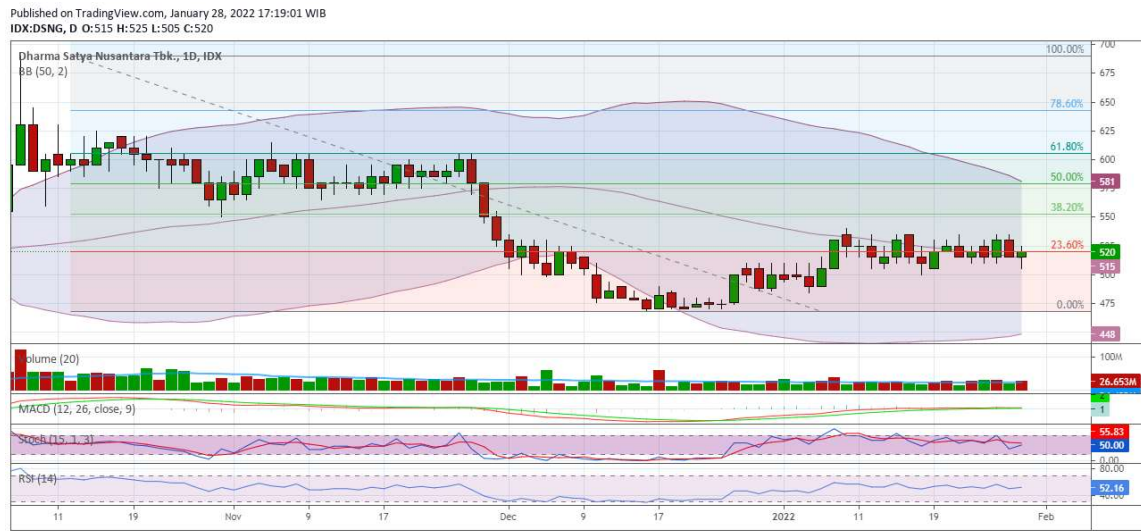 Published on TradingView.com, January 28, 2022 17:19:01 WIB
IDX:DSNG, D O:515 H:525 L:505 C:520
Dharma Satya Nusantara Tbk., 1D, IDX
BB (50, 2)
100.00%
78.60%
61.80%
50.00%
38.20%
23.60%
0.00%
700
675
650
625
600
581
550
520
515
500
475
448
Volume (20)
100M
26.653M
MACD (12, 26, close, 9)
1
Stoch (15, 1, 3)
55.83
50.00
0.00
RSI (14)
80.00
52.16
40.00
11
19
Nov
9
17
Dec
9
17
2022
11
19
Feb